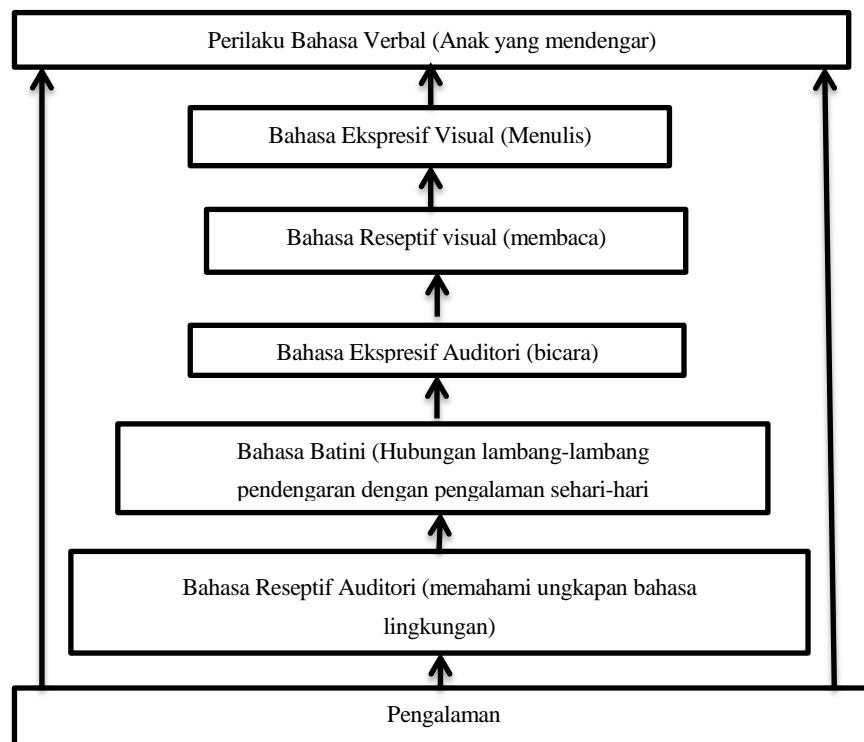 Perilaku Bahasa Verbal (Anak yang mendengar)
Bahasa Ekspresif Visual (Menulis)
Bahasa Reseptif visual (membaca)
Bahasa Ekspresif Auditori (bicara)
Bahasa Batini (Hubungan lambang-lambang
pendengaran dengan pengalaman sehari-hari
Bahasa Reseptif Auditori (memahami ungkapan bahasa
lingkungan)
Pengalaman